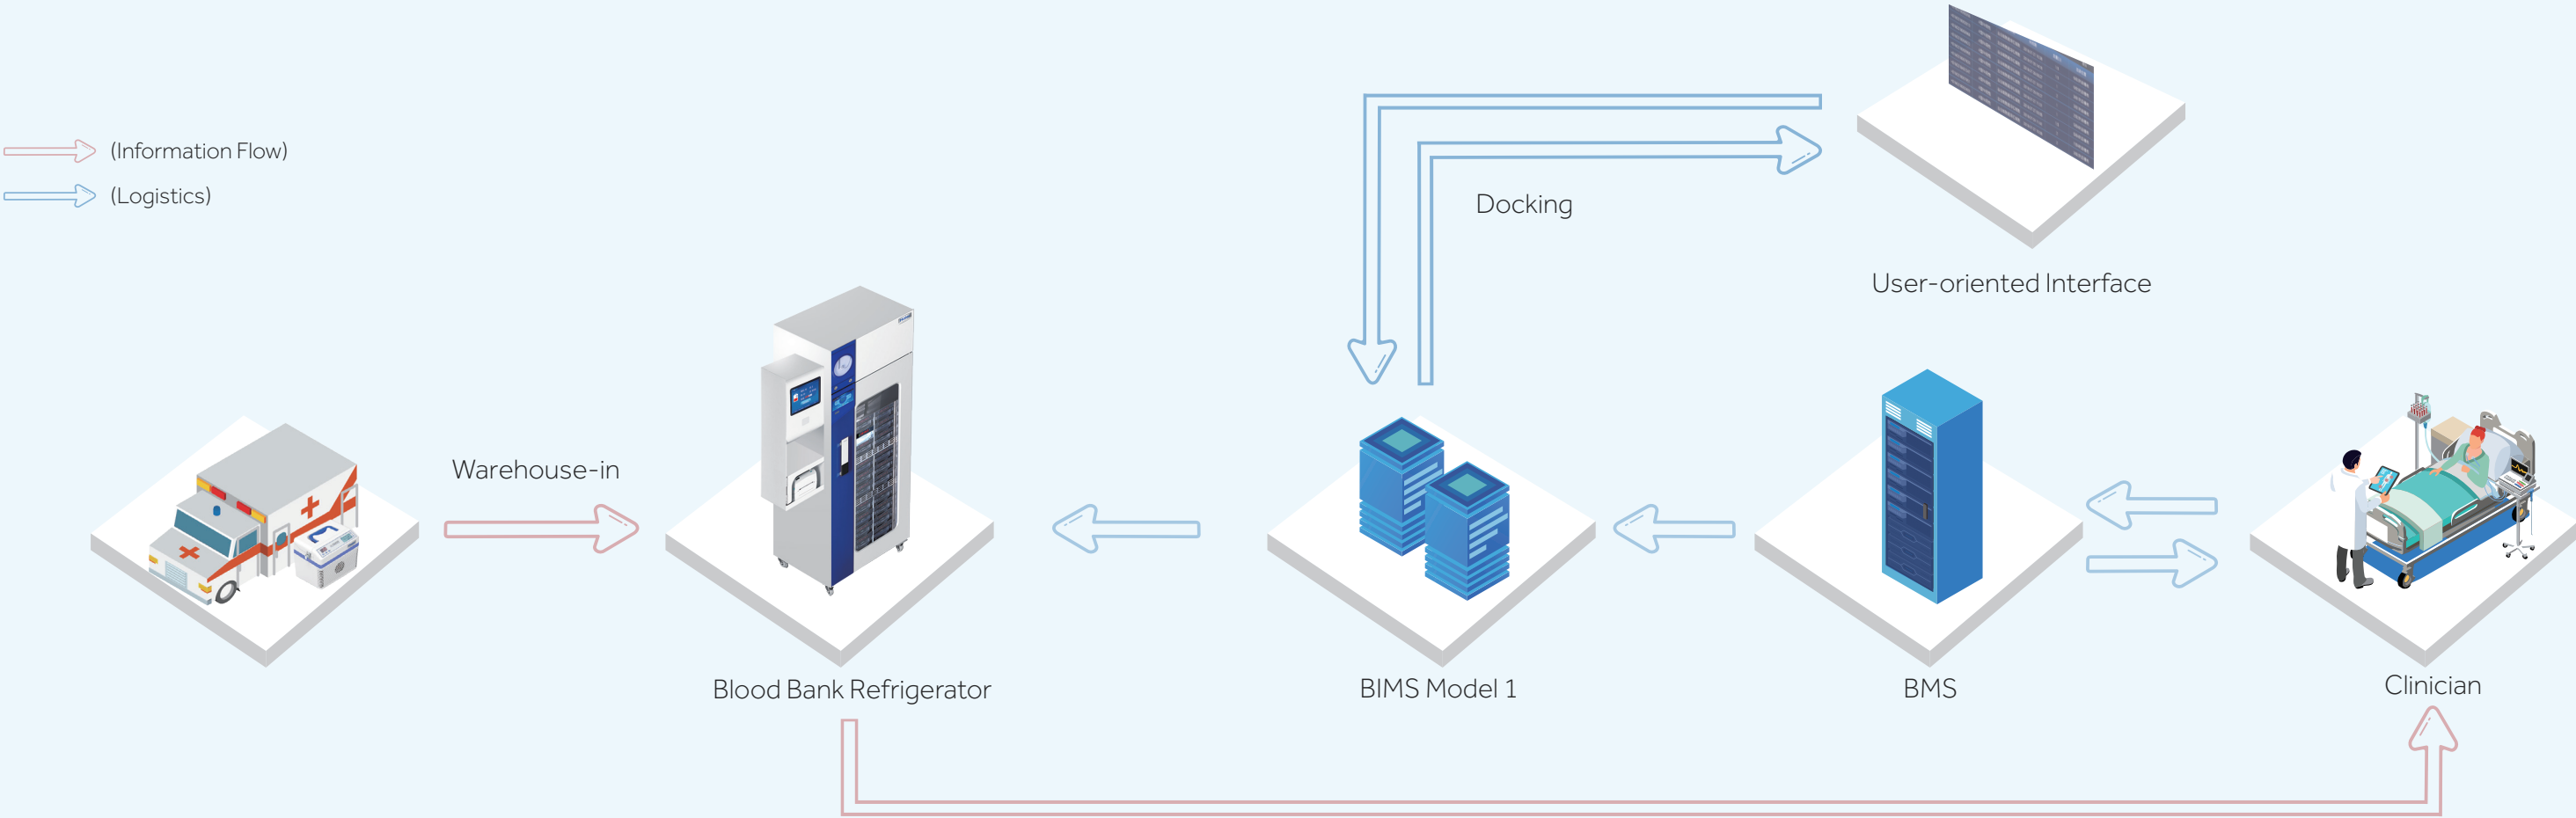 (Information Flow)
(Logistics)
Docking
User-oriented Interface
Warehouse-in
Blood Bank Refrigerator
BIMS Model 1
BMS
Clinician